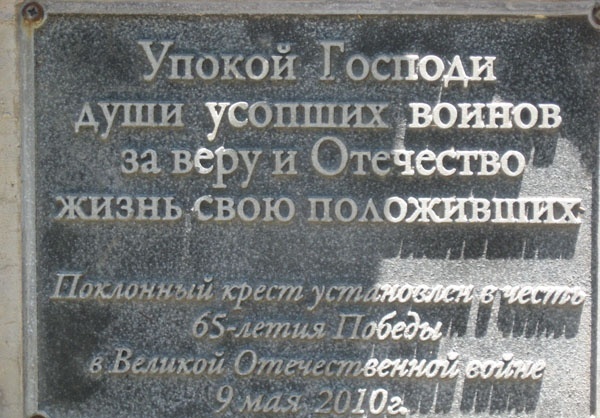 Упокой Господи
души усопших воинов
за веру и Отечество
жизнь свою положивших
Поклонный крест установлен в честь
65-летия Победы
в Великой Отечественной войне
9 мая 2010г.